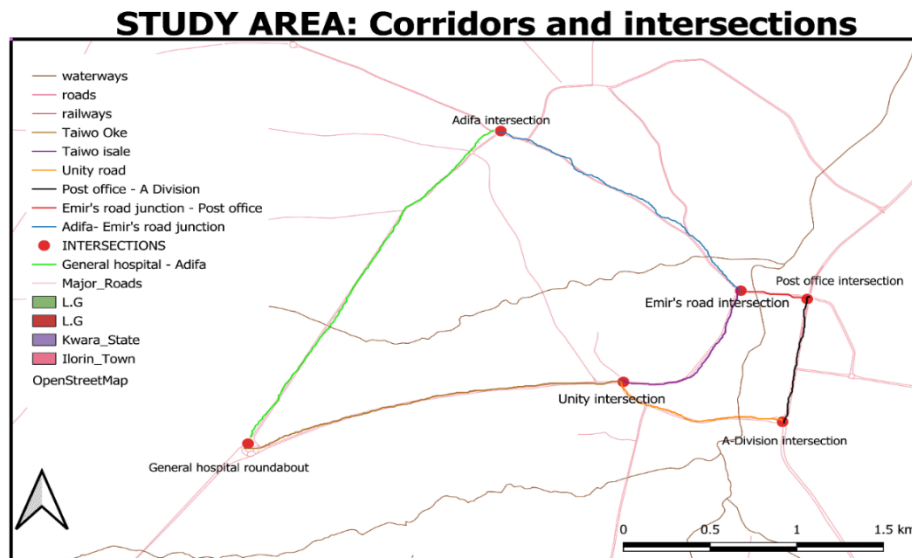 STUDY AREA: Corridors and intersections
waterways
roads
railways
Taiwo Oke
Taiwo isale
Unity road
Post office - A Division
Emir's road junction - Post office
Adifa- Emir's road junction
INTERSECTIONS
General hospital - Adifa
Major_Roads
L.G
L.G
Kwara_State
Ilorin_Town
OpenStreetMap
Adifa intersection
Post office intersection
Emir's road intersection
Unity intersection
A-Division intersection
General hospital roundabout
0 0.5 1 1.5 km